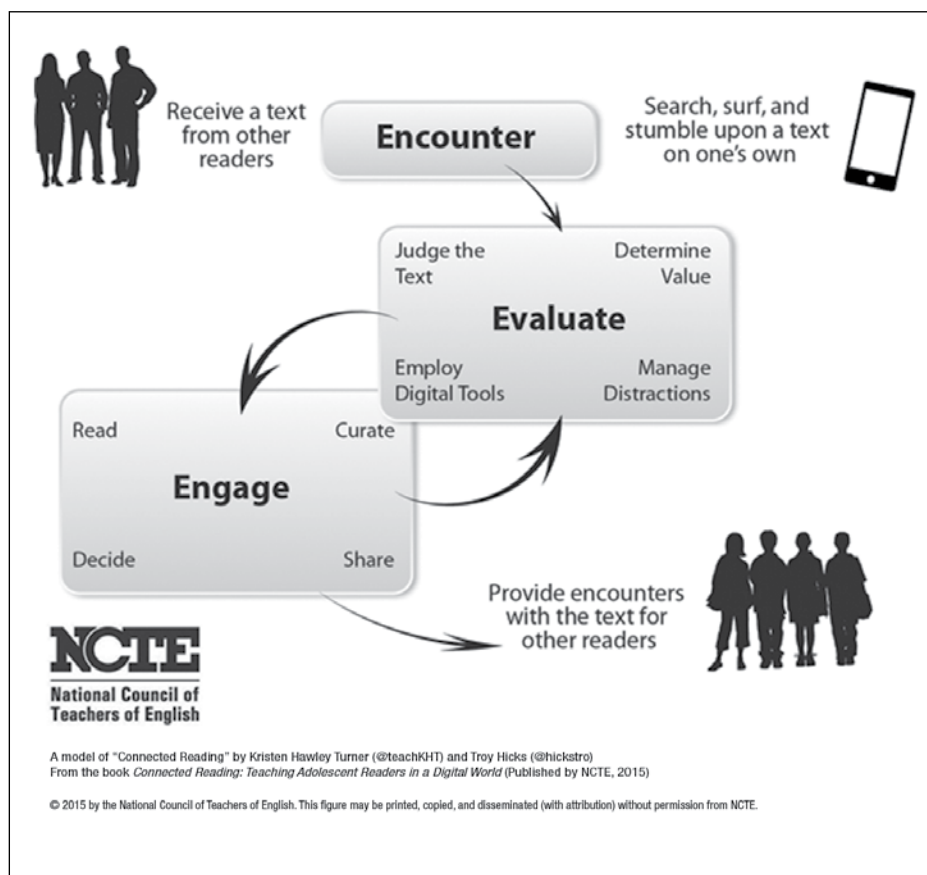 Receive a text
from other
readers
Encounter
Search, surf, and
stumble upon a text
on one's own
Judge the
Text
Determine
Value
Evaluate
Employ
Digital Tools
Manage
Distractions
Read
Curate
Engage
Decide
Share
Provide encounters
with the text for
other readers
NCTE
National Council of
Teachers of English
A model of "Connected Reading" by Kristen Hawley Turner (@teachKHT) and Troy Hicks (@hickstro)
From the book Connected Reading: Teaching Adolescent Readers in a Digital World (Published by NCTE, 2015)
© 2015 by the National Council of Teachers of English. This figure may be printed, copied, and disseminated (with attribution) without permission from NCTE.